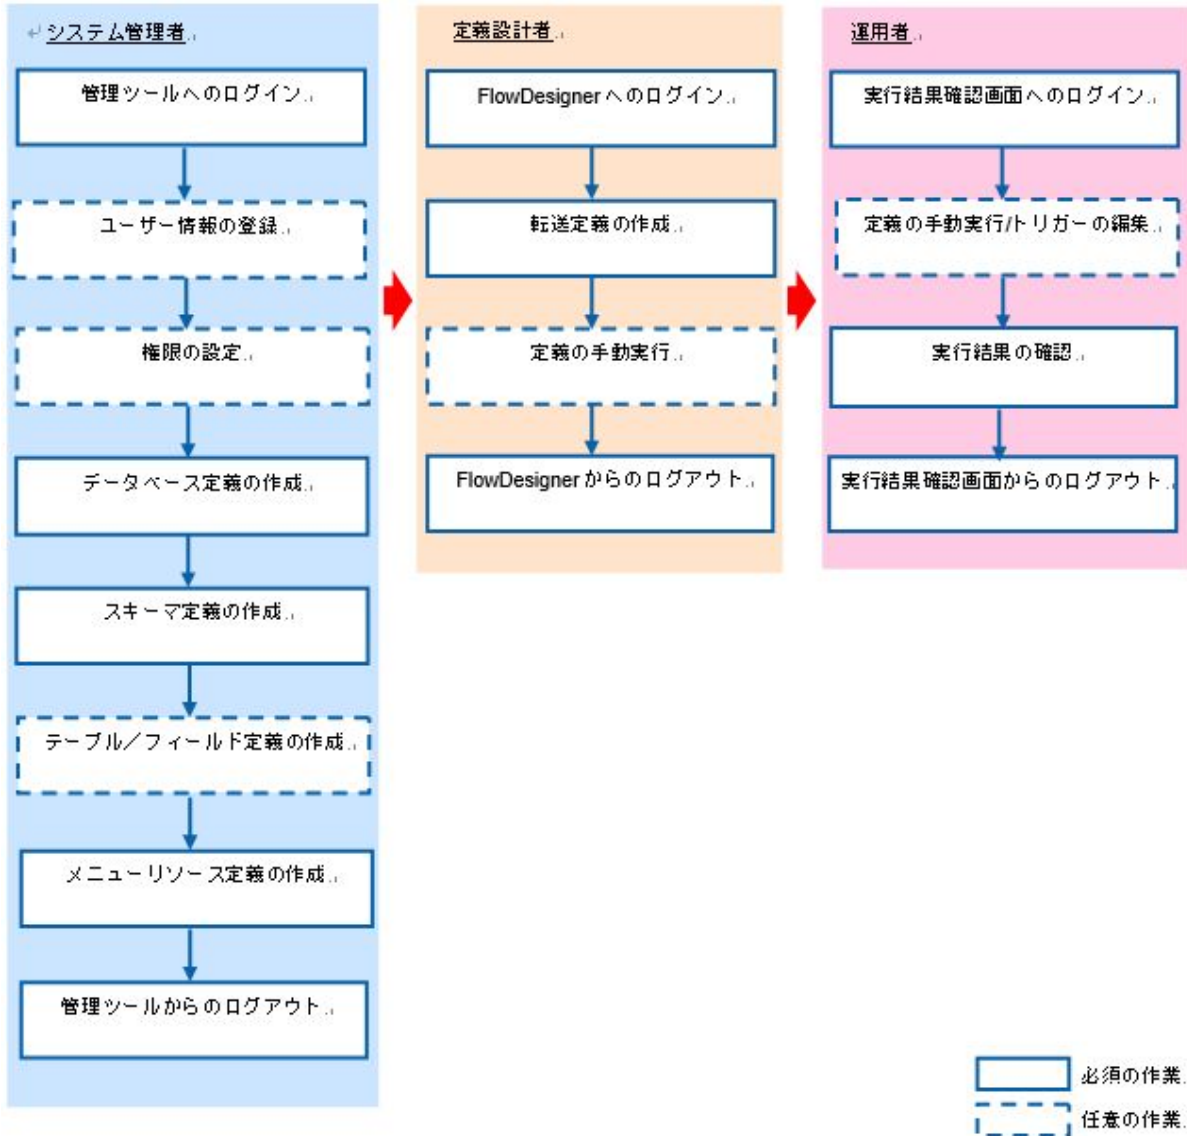 システム管理者
管理ツールへのログイン
ユーザー情報の登録
権限の設定
データベース定義の作成
スキーマ定義の作成
テーブル／フィールド定義の作成
メニューリソース定義の作成
管理ツールからのログアウト
定義設計者
FlowDesigner へのログイン
転送定義の作成
定義の手動実行
FlowDesigner からのログアウト
運用者
実行結果確認画面へのログイン
定義の手動実行/トリガーの編集
実行結果の確認
実行結果確認画面からのログアウト
必須の作業
任意の作業